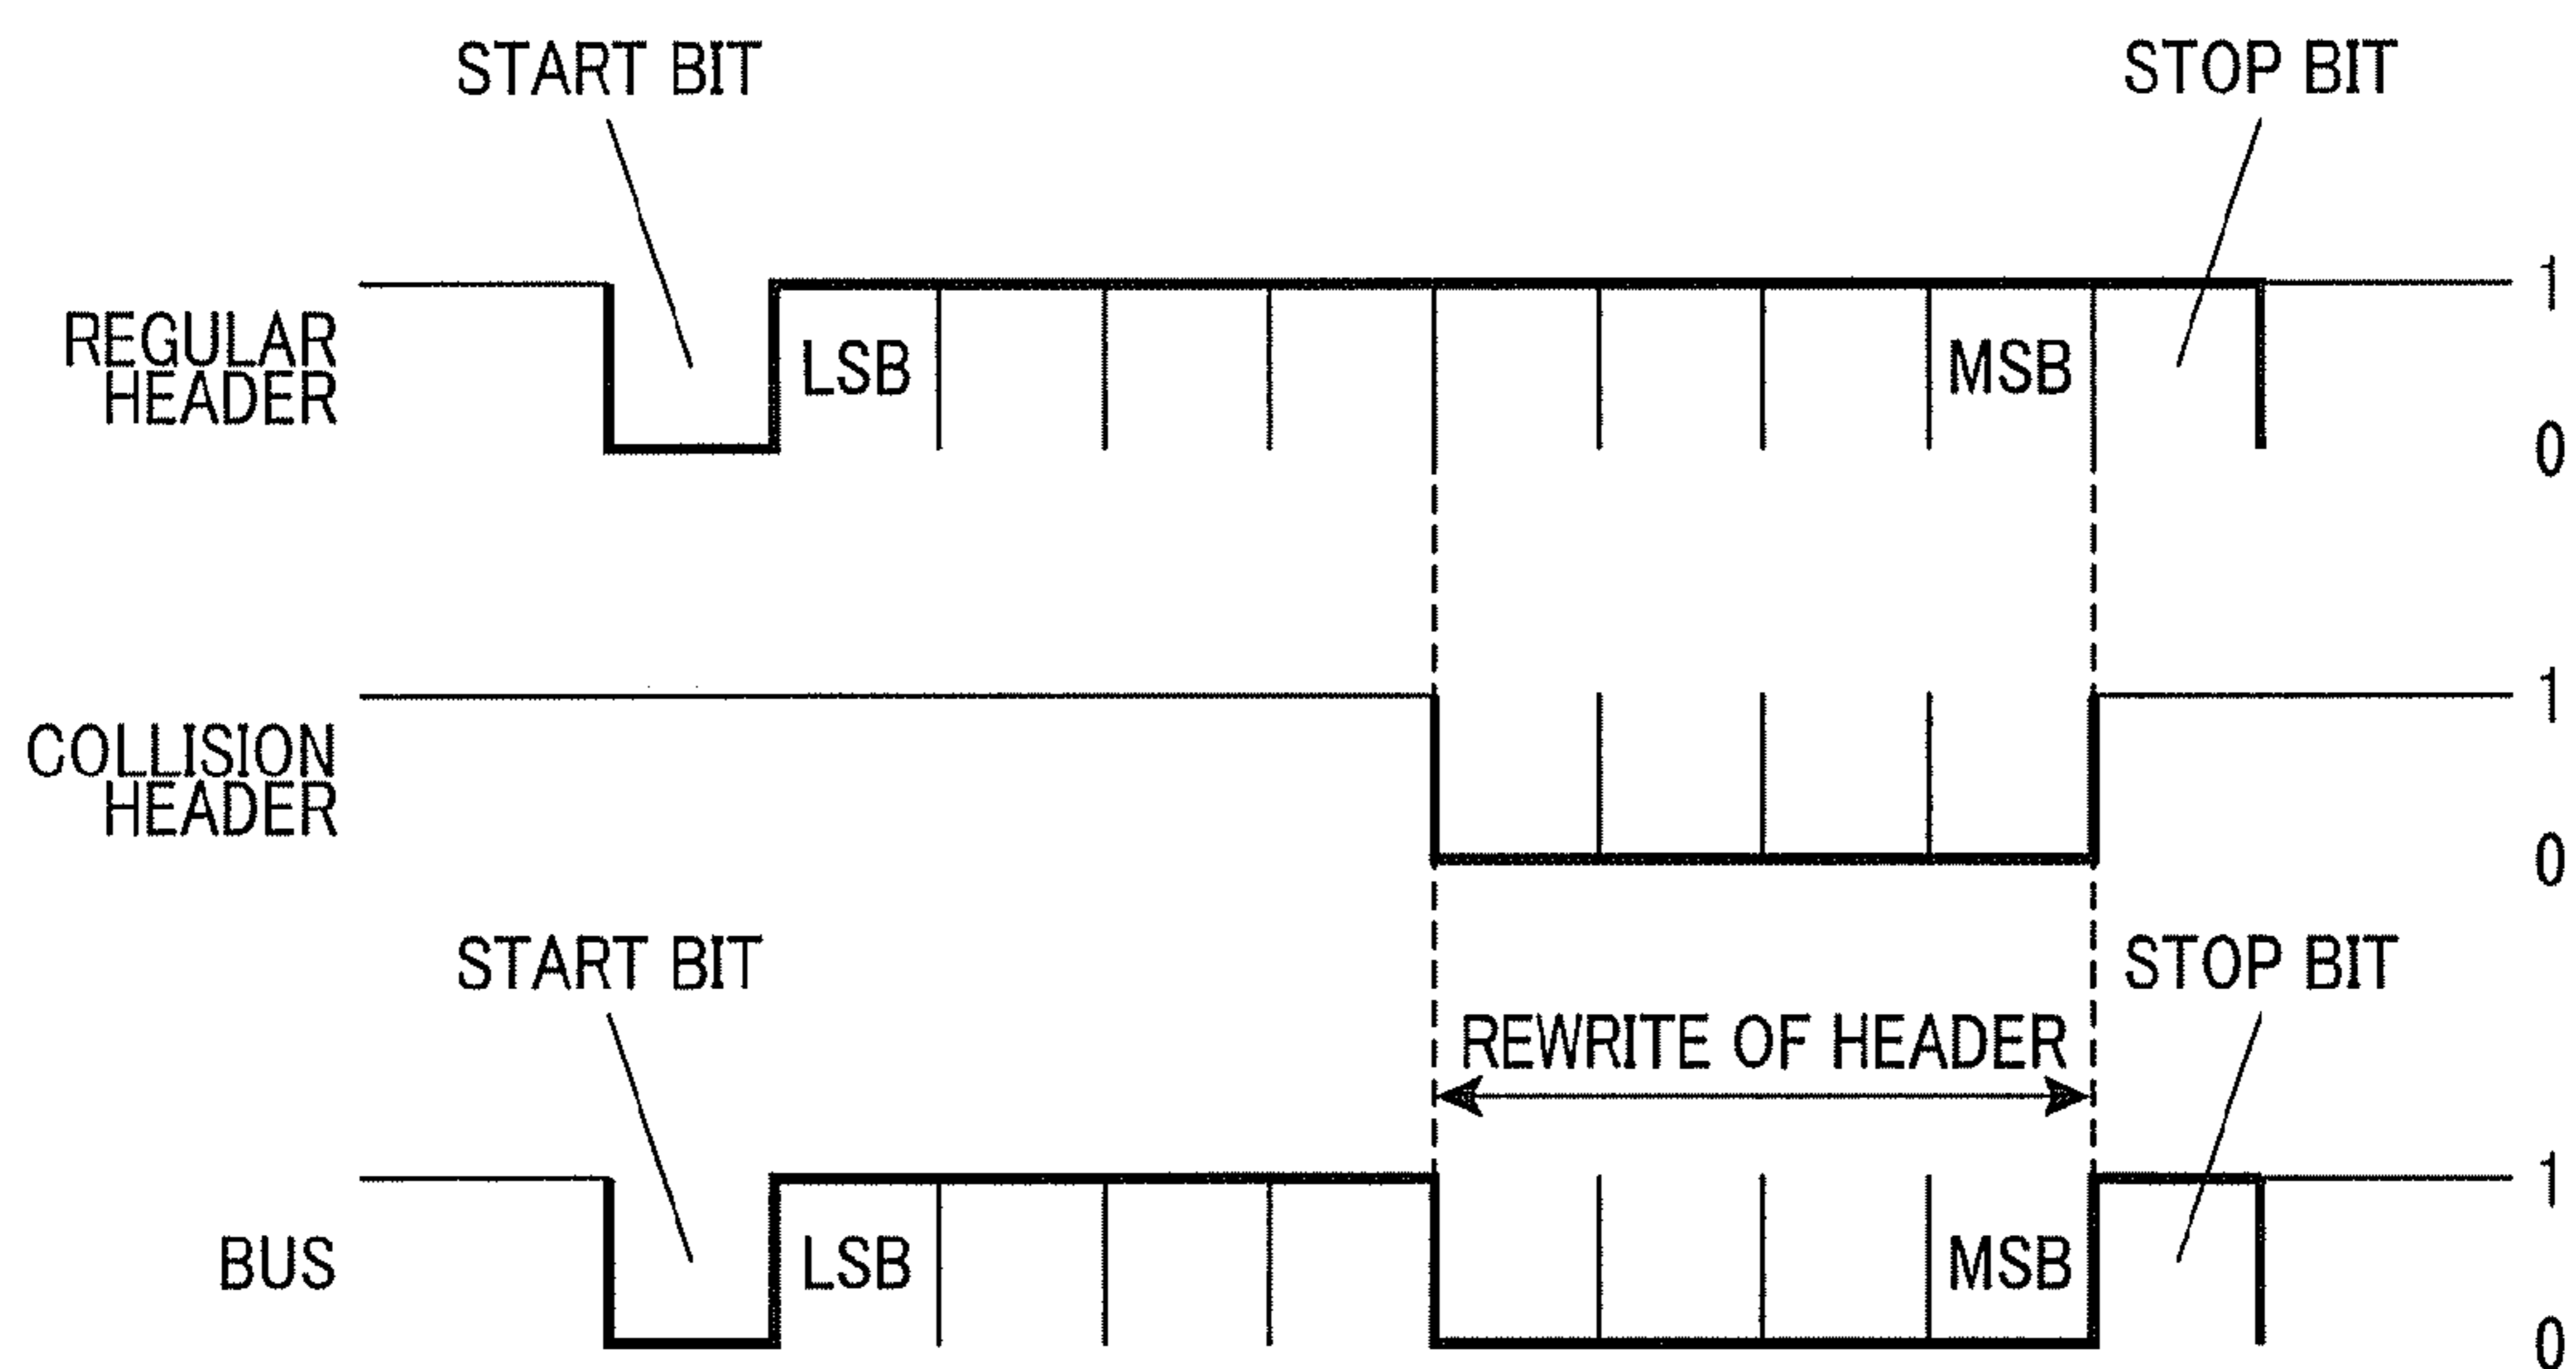 START BIT
STOP BIT
1
REGULAR
HEADER
LSB
MSB
0
1
COLLISION
HEADER
0
START BIT
STOP BIT
REWRITE OF HEADER
1
BUS
LSB
MSB
0